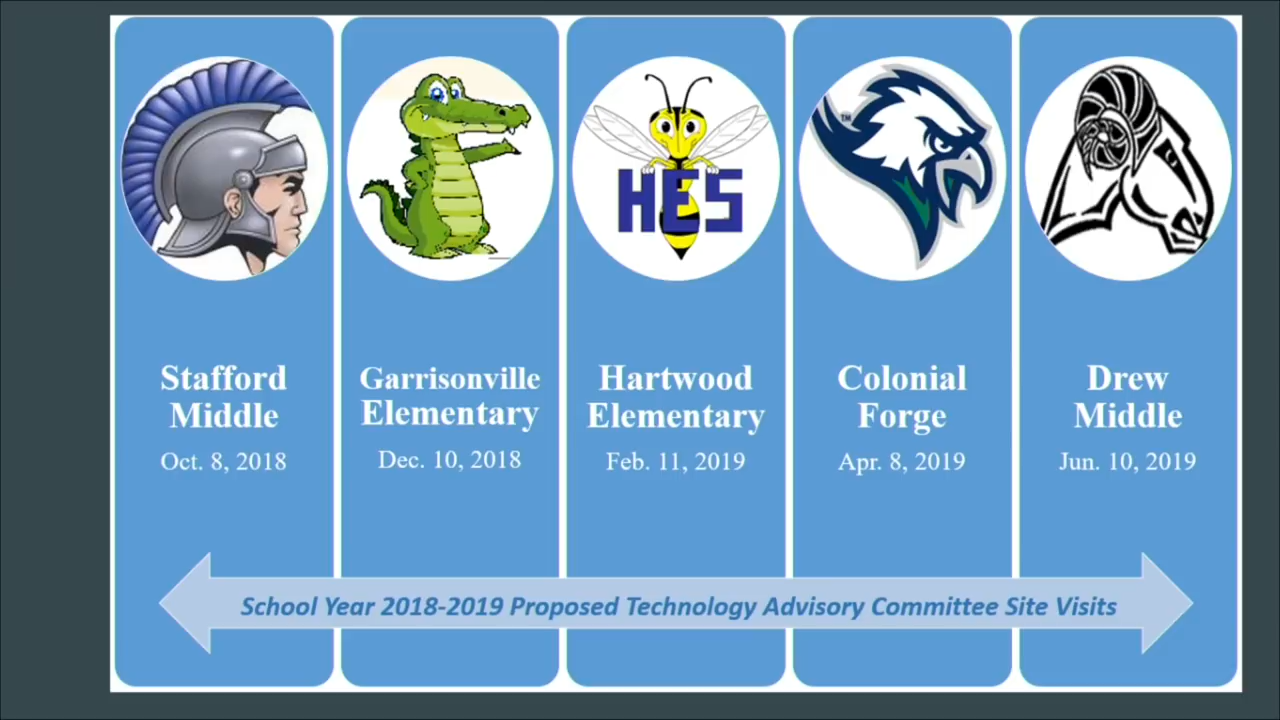 TM
HES
Stafford
Middle
Oct. 8, 2018
Garrisonville
Elementary
Dec. 10, 2018
Hartwood
Elementary
Feb. 11, 2019
Colonial
Forge
Apr. 8, 2019
Drew
Middle
Jun. 10, 2019
School Year 2018-2019 Proposed Technology Advisory Committee Site Visits